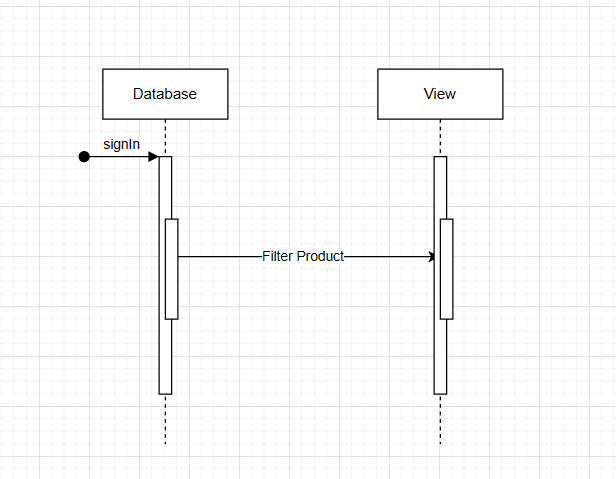 Database
View
signIn
Filter Product